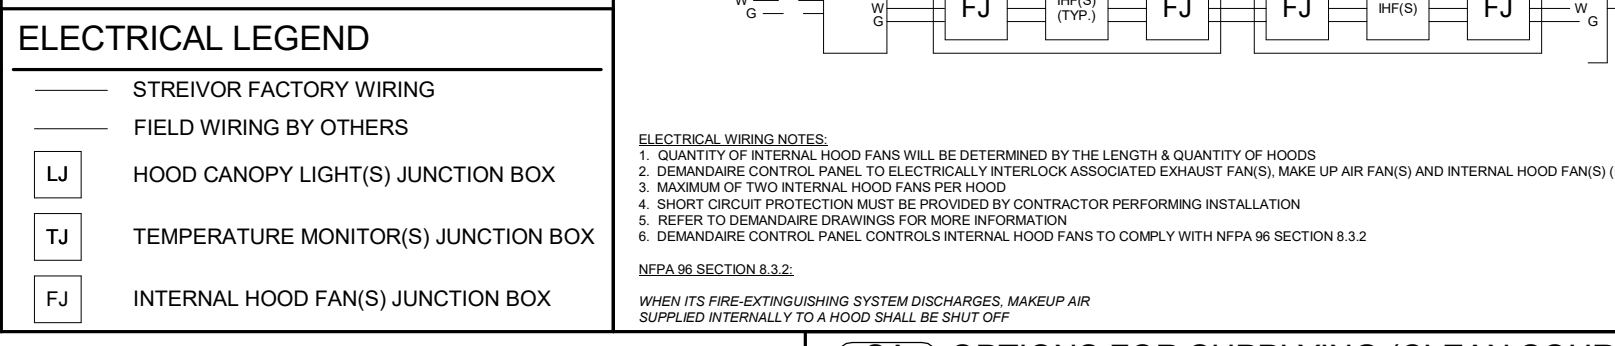 W
G
W
G
FJ
IHF(S)
(TYP.)
FJ
FJ
IHF(S)
FJ
W
G
ELECTRICAL LEGEND
STREIVOR FACTORY WIRING
FIELD WIRING BY OTHERS
LJ HOOD CANOPY LIGHT(S) JUNCTION BOX
TJ TEMPERATURE MONITOR(S) JUNCTION BOX
FJ INTERNAL HOOD FAN(S) JUNCTION BOX
ELECTRICAL WIRING NOTES:
1. QUANTITY OF INTERNAL HOOD FANS WILL BE DETERMINED BY THE LENGTH & QUANTITY OF HOODS
2. DEMANDAIRE CONTROL PANEL TO ELECTRICALLY INTERLOCK ASSOCIATED EXHAUST FAN(S), MAKE UP AIR FAN(S) AND INTERNAL HOOD FAN(S) (
3. MAXIMUM OF TWO INTERNAL HOOD FANS PER HOOD
4. SHORT CIRCUIT PROTECTION MUST BE PROVIDED BY CONTRACTOR PERFORMING INSTALLATION
5. REFER TO DEMANDAIRE DRAWINGS FOR MORE INFORMATION
6. DEMANDAIRE CONTROL PANEL CONTROLS INTERNAL HOOD FANS TO COMPLY WITH NFPA 96 SECTION 8.3.2
NFPA 96 SECTION 8.3.2:
WHEN ITS FIRE-EXTINGUISHING SYSTEM DISCHARGES, MAKEUP AIR
SUPPLIED INTERNALLY TO A HOOD SHALL BE SHUT OFF
OPTIONS FOR SUPPLYING (CLEAN